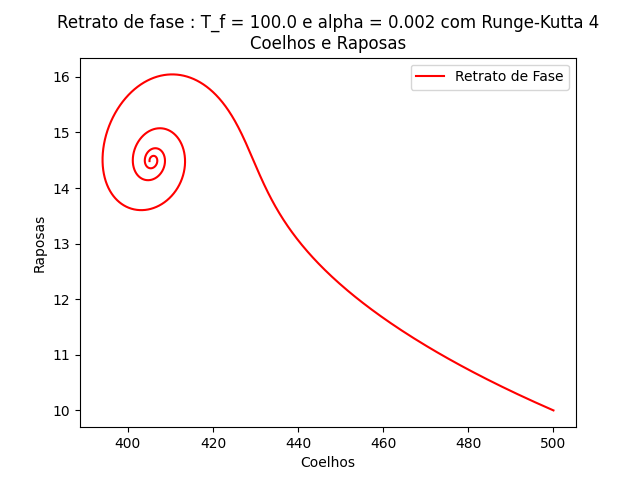 Retrato de fase : T_f = 100.0 e alpha = 0.002 com Runge-Kutta 4
Coelhos e Raposas
Retrato de Fase
16
15
14
13
12
11
10
Raposas
400
420
440
460
480
500
Coelhos